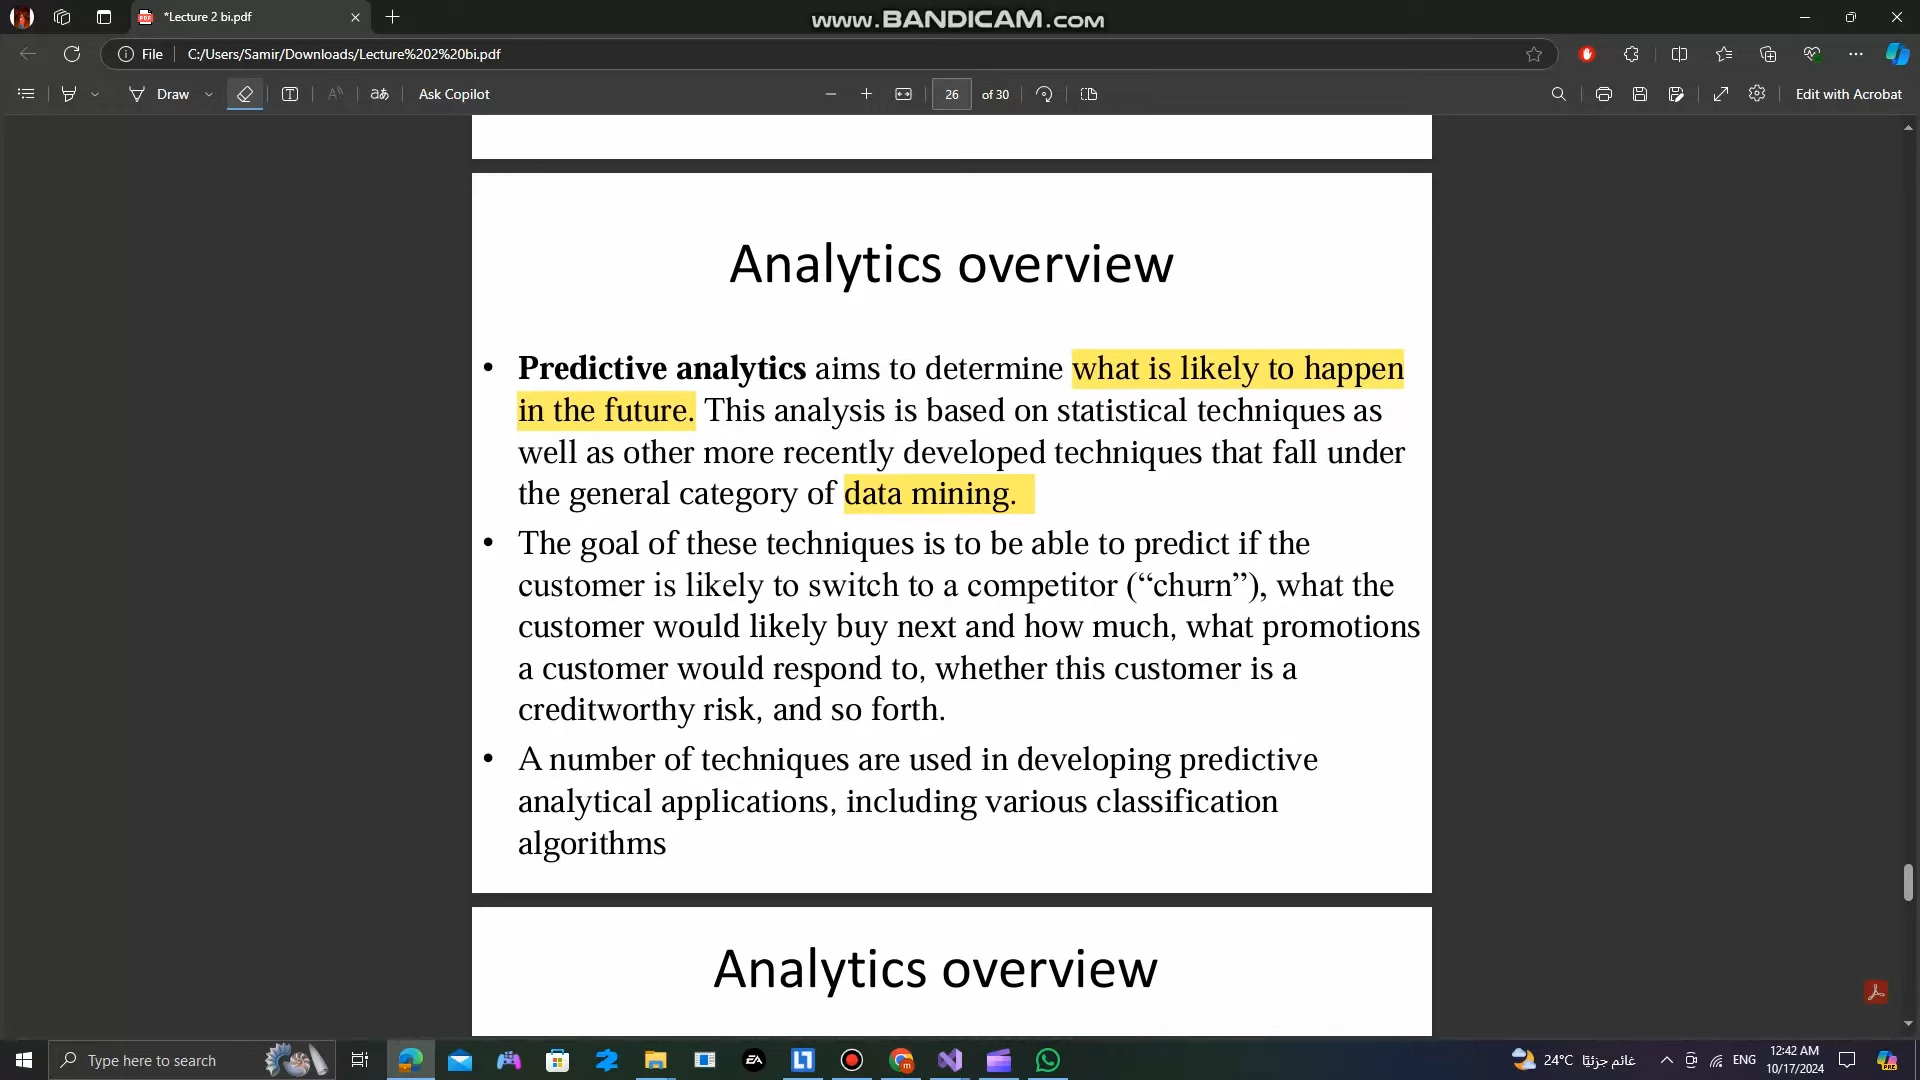 *Lecture 2 bi.pdf
www.BANDICAM.com
File
C:/Users/Samir/Downloads/Lecture%202%20bi.pdf
Draw
aあ
Ask Copilot
26
of 30
Edit with Acrobat
Analytics overview
• Predictive analytics aims to determine what is likely to happen
in the future. This analysis is based on statistical techniques as
well as other more recently developed techniques that fall under
the general category of data mining.
• The goal of these techniques is to be able to predict if the
customer is likely to switch to a competitor (“churn”), what the
customer would likely buy next and how much, what promotions
a customer would respond to, whether this customer is a
creditworthy risk, and so forth.
• A number of techniques are used in developing predictive
analytical applications, including various classification
algorithms
Analytics overview
Type here to search
EA
24°C
غائم جزئيًا
ENG
12:42 AM
10/17/2024